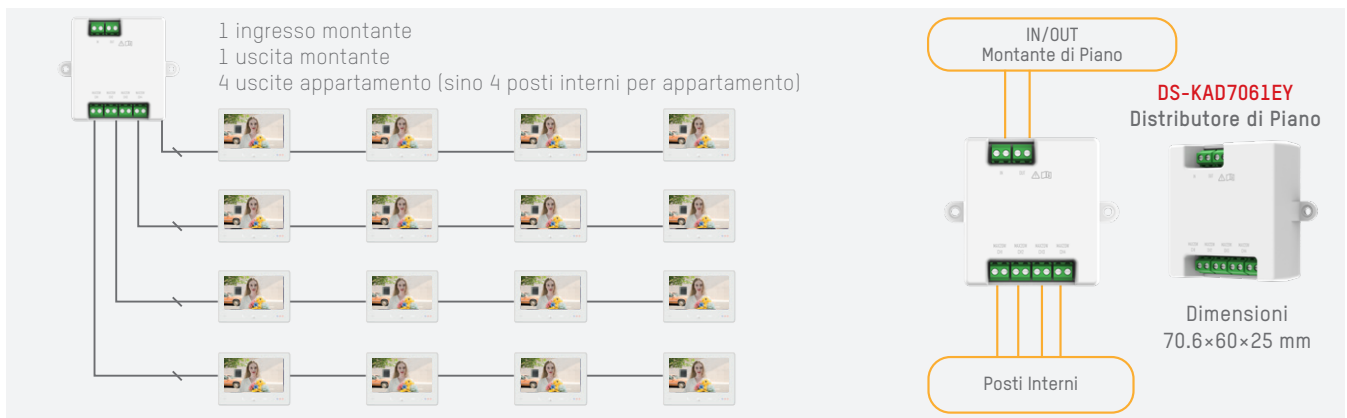 1 ingresso montante
1 uscita montante
4 uscite appartamento (sino 4 posti interni per appartamento)
IN/OUT
Montante di Piano
DS-KAD7061EY
Distributore di Piano
Dimensioni
70.6×60×25 mm
Posti Interni